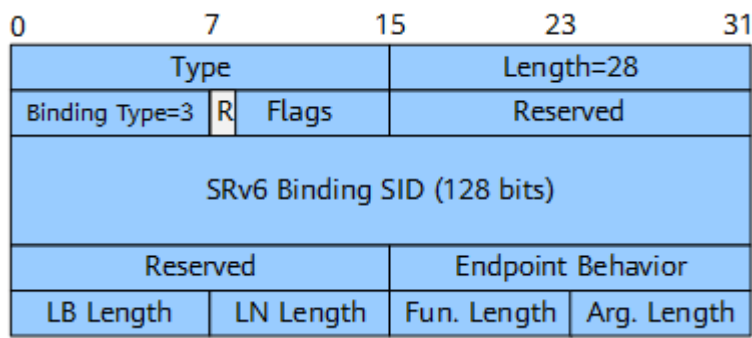 0 7 15 23 31
Type Length=28
Binding Type=3 R Flags Reserved
SRv6 Binding SID (128 bits)
Reserved Endpoint Behavior
LB Length LN Length Fun. Length Arg. Length